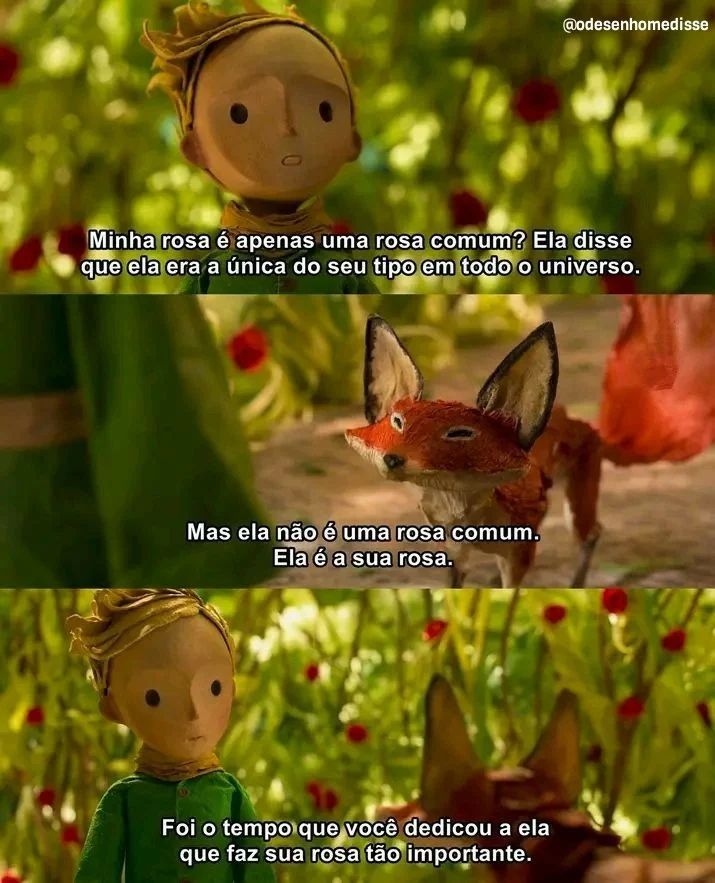 @odesenhomedisse
Minha rosa é apenas uma rosa comum? Ela disse
que ela era a única do seu tipo em todo o universo.
Mas ela não é uma rosa comum.
Ela é a sua rosa.
Foi o tempo que você dedicou a ela
que faz sua rosa tão importante.